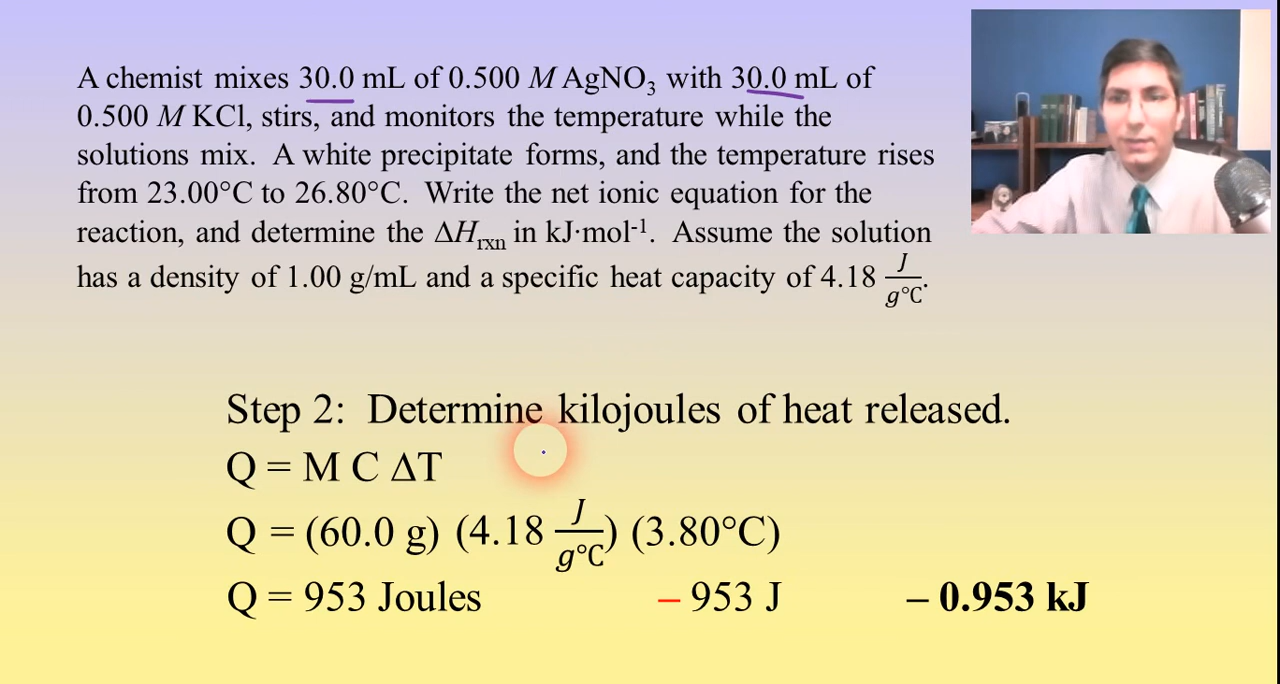 A chemist mixes 30.0 mL of 0.500 M AgNO₃ with 30.0 mL of
0.500 M KCl, stirs, and monitors the temperature while the
solutions mix. A white precipitate forms, and the temperature rises
from 23.00°C to 26.80°C. Write the net ionic equation for the
reaction, and determine the ΔHᵣₓₙ in kJ·mol⁻¹. Assume the solution
has a density of 1.00 g/mL and a specific heat capacity of 4.18 J/g°C.
Step 2: Determine kilojoules of heat released.
Q = M C ΔT
Q = (60.0 g) (4.18 J/g°C) (3.80°C)
Q = 953 Joules – 953 J – 0.953 kJ